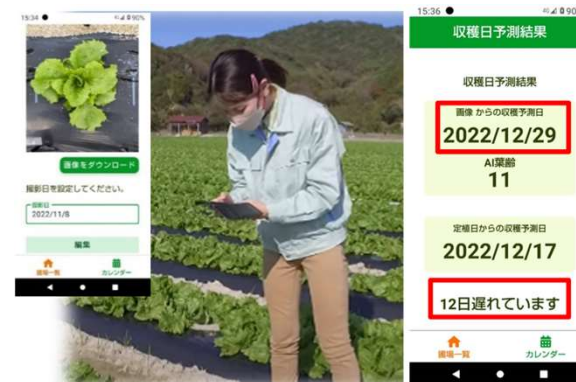 15:34
90%
画像をダウンロード
撮影日を設定してください。
撮影日
2022/11/8
編集
圃場一覧
カレンダー
15:36
90
収穫日予測結果
収穫日予測結果
画像 からの収穫予測日
2022/12/29
AI葉齢
11
定植日からの収穫予測日
2022/12/17
12日遅れています
圃場一覧
カレンダー